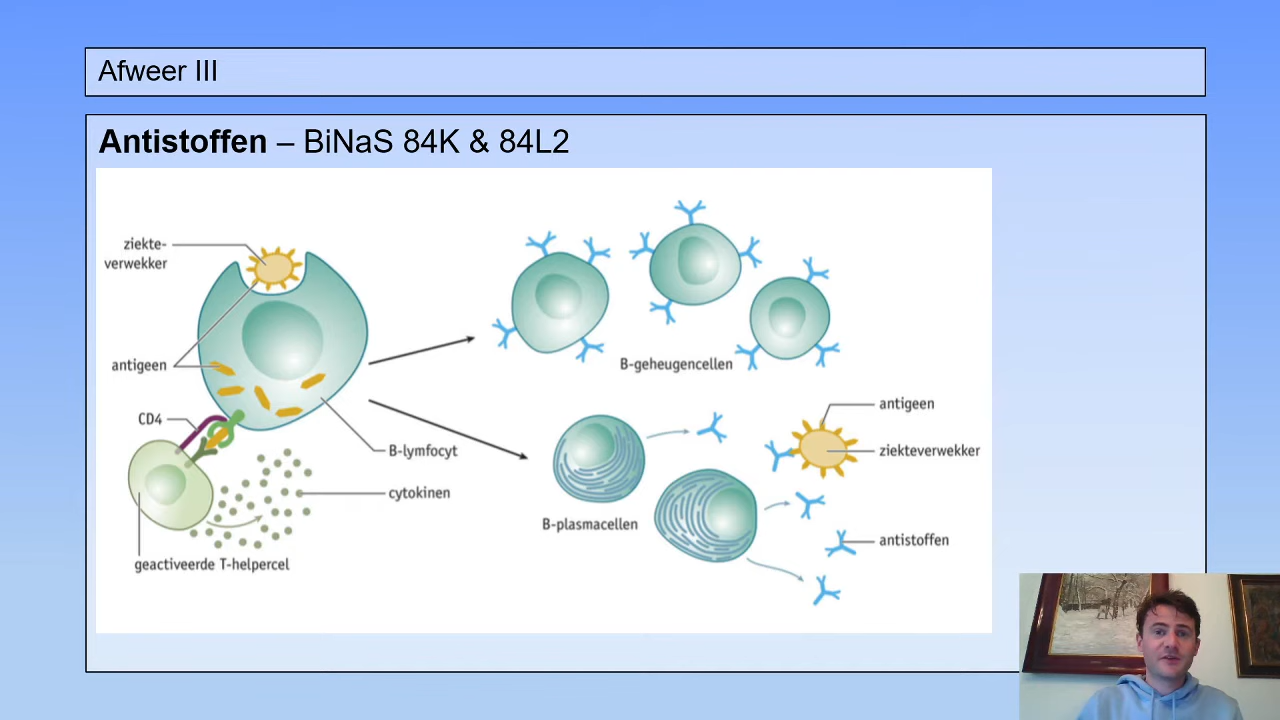 Afweer III
Antistoffen – BiNaS 84K & 84L2
ziekte-
verwekker
antigeen
CD4
B-lymfocyt
cytokinen
geactiveerde T-helpercel
B-geheugencellen
antigeen
ziekteverwekker
B-plasmacellen
antistoffen